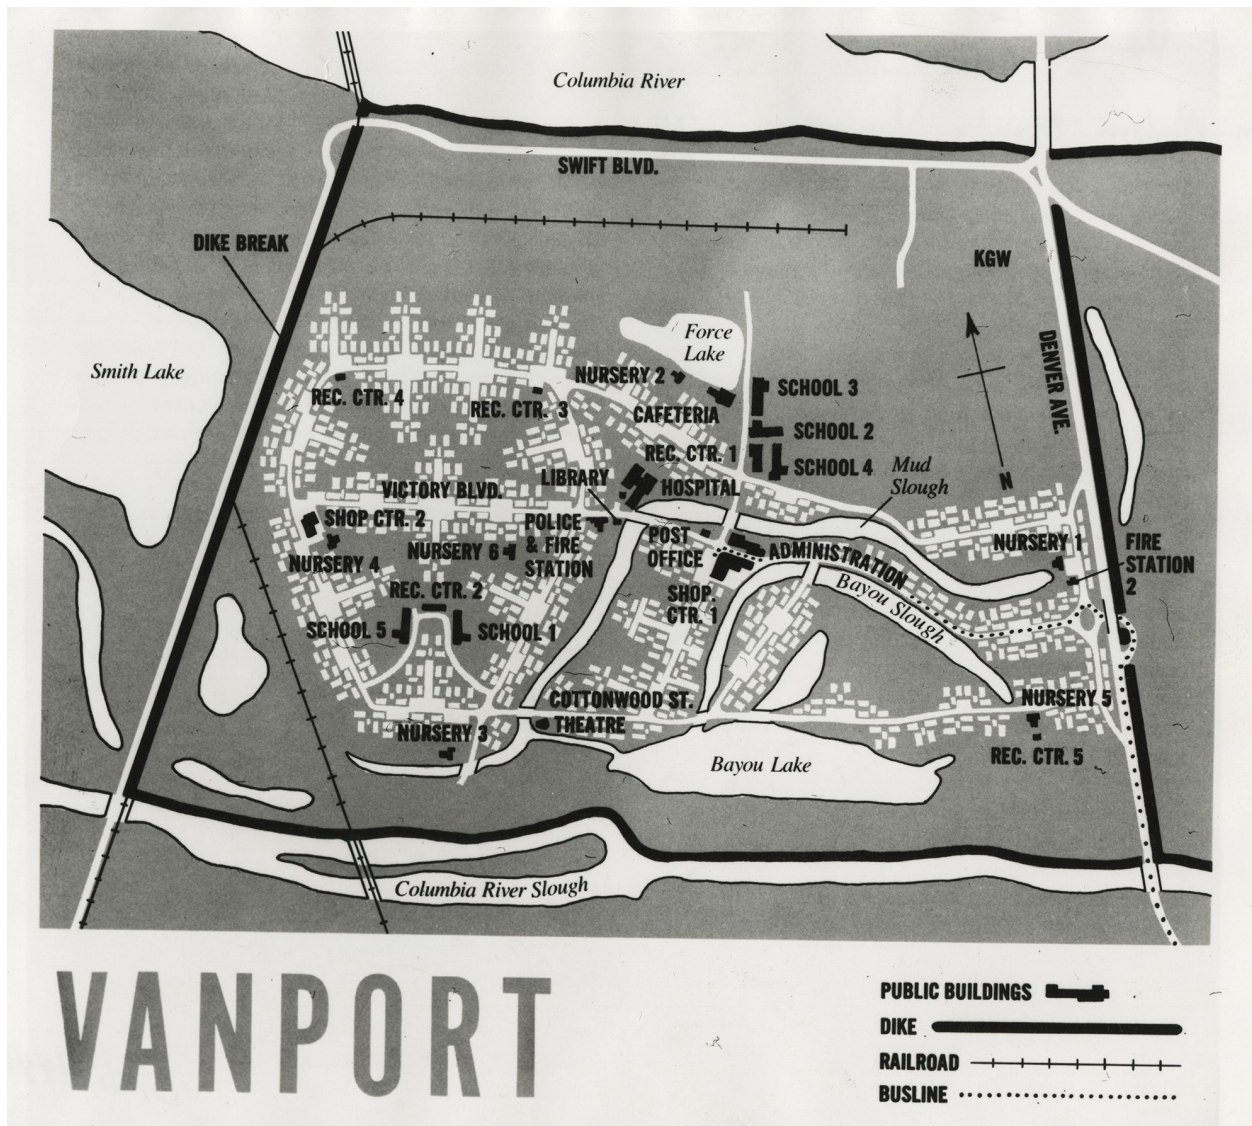 Columbia River
SWIFT BLVD.
DIKE BREAK
KGW
Smith Lake
Force
Lake
DENVER AVE.
NURSERY 2
REC. CTR. 4
REC. CTR. 3
CAFETERIA
SCHOOL 3
SCHOOL 2
REC. CTR. 1
SCHOOL 4
Mud
Slough
LIBRARY
HOSPITAL
N
VICTORY BLVD.
SHOP CTR. 2
POLICE
& FIRE
STATION
POST
OFFICE
NURSERY 4
NURSERY 6
ADMINISTRATION
NURSERY 1
FIRE
STATION
2
REC. CTR. 2
SHOP.
CTR. 1
Bayou Slough
SCHOOL 5
SCHOOL 1
COTTONWOOD ST.
THEATRE
NURSERY 5
NURSERY 3
REC. CTR. 5
Bayou Lake
Columbia River Slough
VANPORT
PUBLIC BUILDINGS
DIKE
RAILROAD
BUSLINE